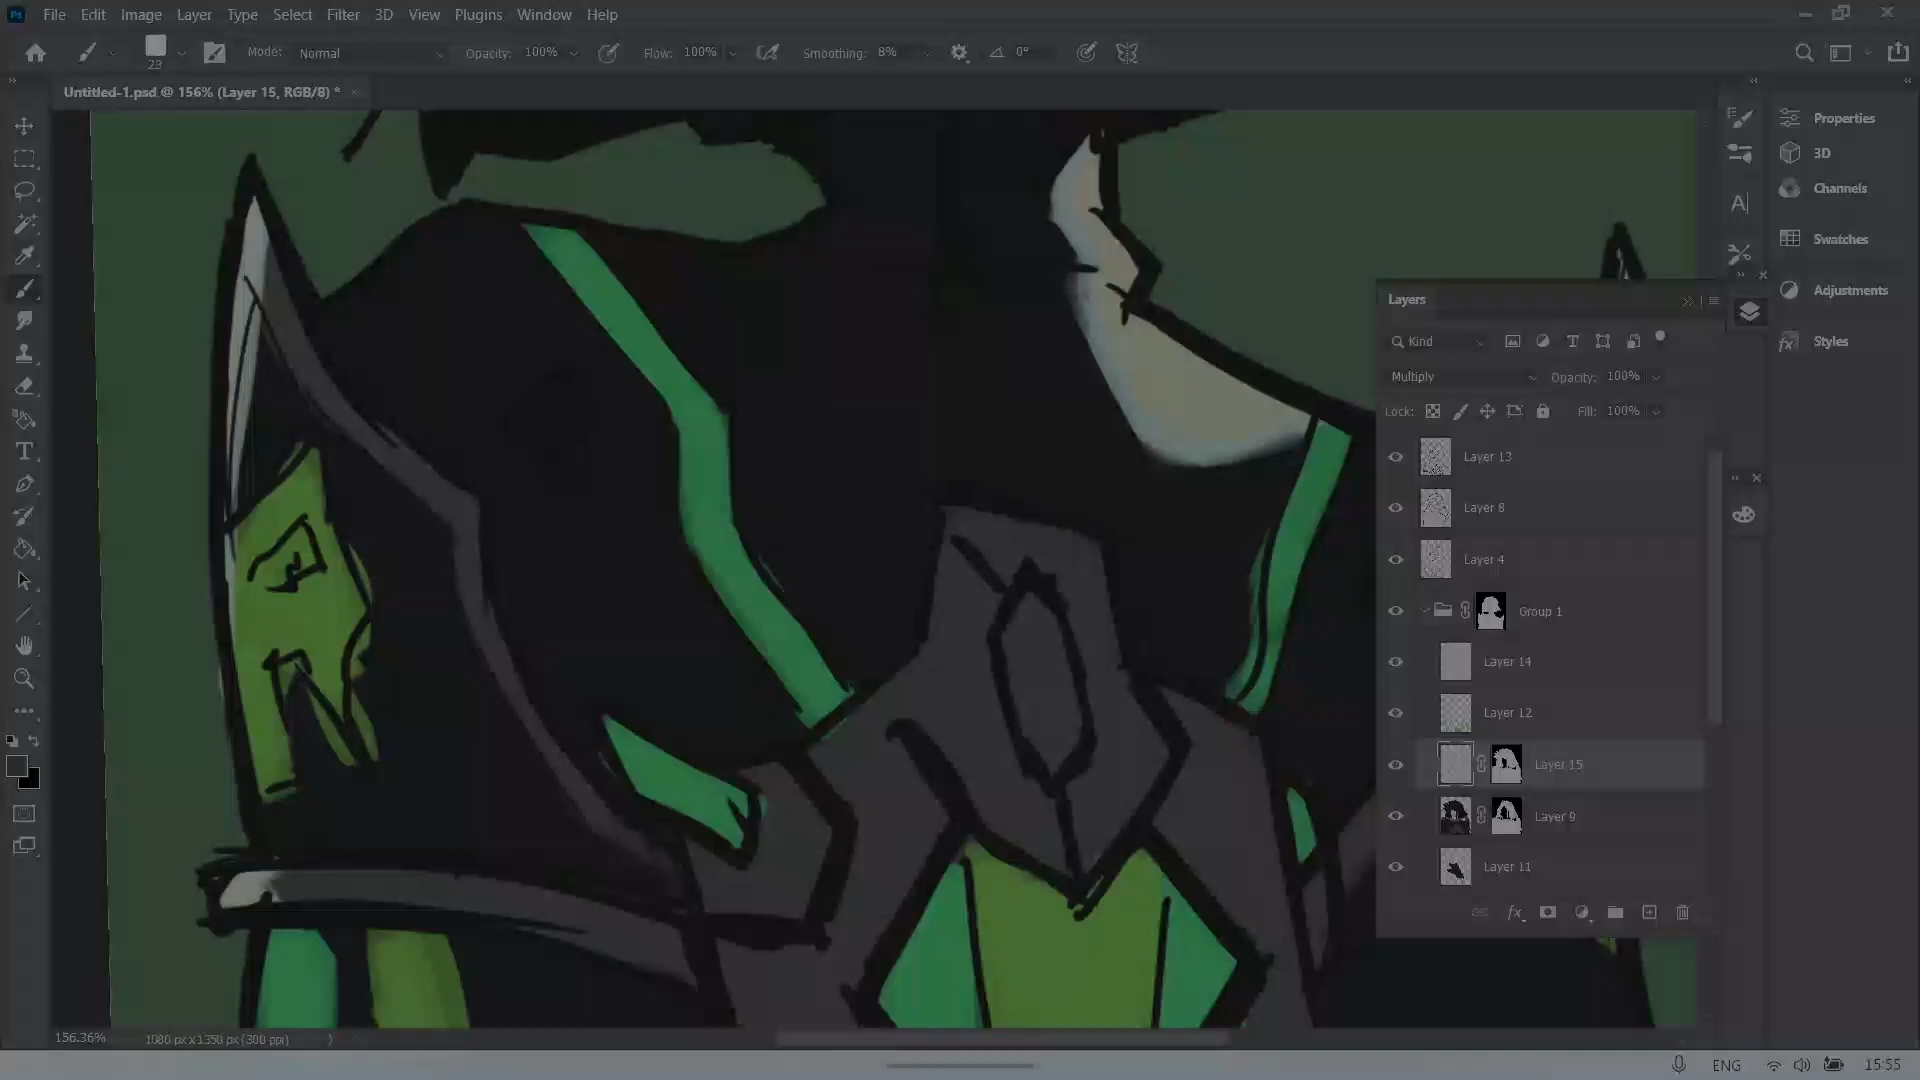 Ps File Edit Image Layer Type Select Filter 3D View Plugins Window Help
23 Mode: Normal Opacity: 100% Flow: 100% Smoothing: 8% 0°
Untitled-1.psd @ 156% (Layer 15, RGB/8) * ×
Properties
3D
Channels
Swatches
Adjustments
Styles
Layers
Kind
Multiply Opacity: 100%
Lock: Fill: 100%
Layer 13
Layer 8
Layer 4
Group 1
Layer 14
Layer 12
Layer 15
Layer 9
Layer 11
fx
156.36% 1080 px x 1350 px (300 ppi)
ENG 15:55